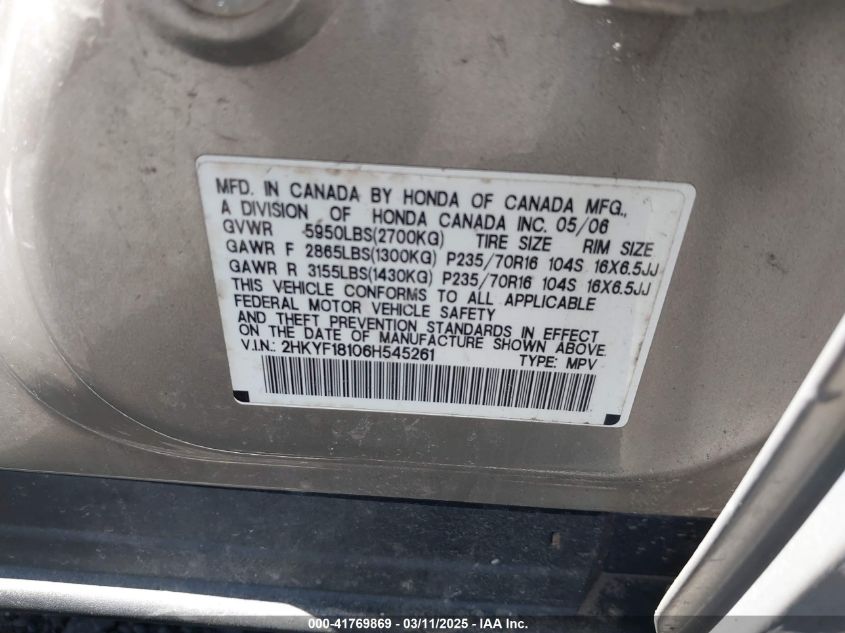 MFD. IN CANADA BY HONDA OF CANADA MFG.,
A DIVISION OF HONDA CANADA INC. 05/06
GVWR 5950LBS(2700KG) TIRE SIZE RIM SIZE
GAWR F 2865LBS(1300KG) P235/70R16 104S 16X6.5JJ
GAWR R 3155LBS(1430KG) P235/70R16 104S 16X6.5JJ
THIS VEHICLE CONFORMS TO ALL APPLICABLE
FEDERAL MOTOR VEHICLE SAFETY
AND THEFT PREVENTION STANDARDS IN EFFECT
ON THE DATE OF MANUFACTURE SHOWN ABOVE.
V.I.N.: 2HKYF18106H545261 TYPE: MPV
000-41769869 - 03/11/2025 - IAAI Inc.